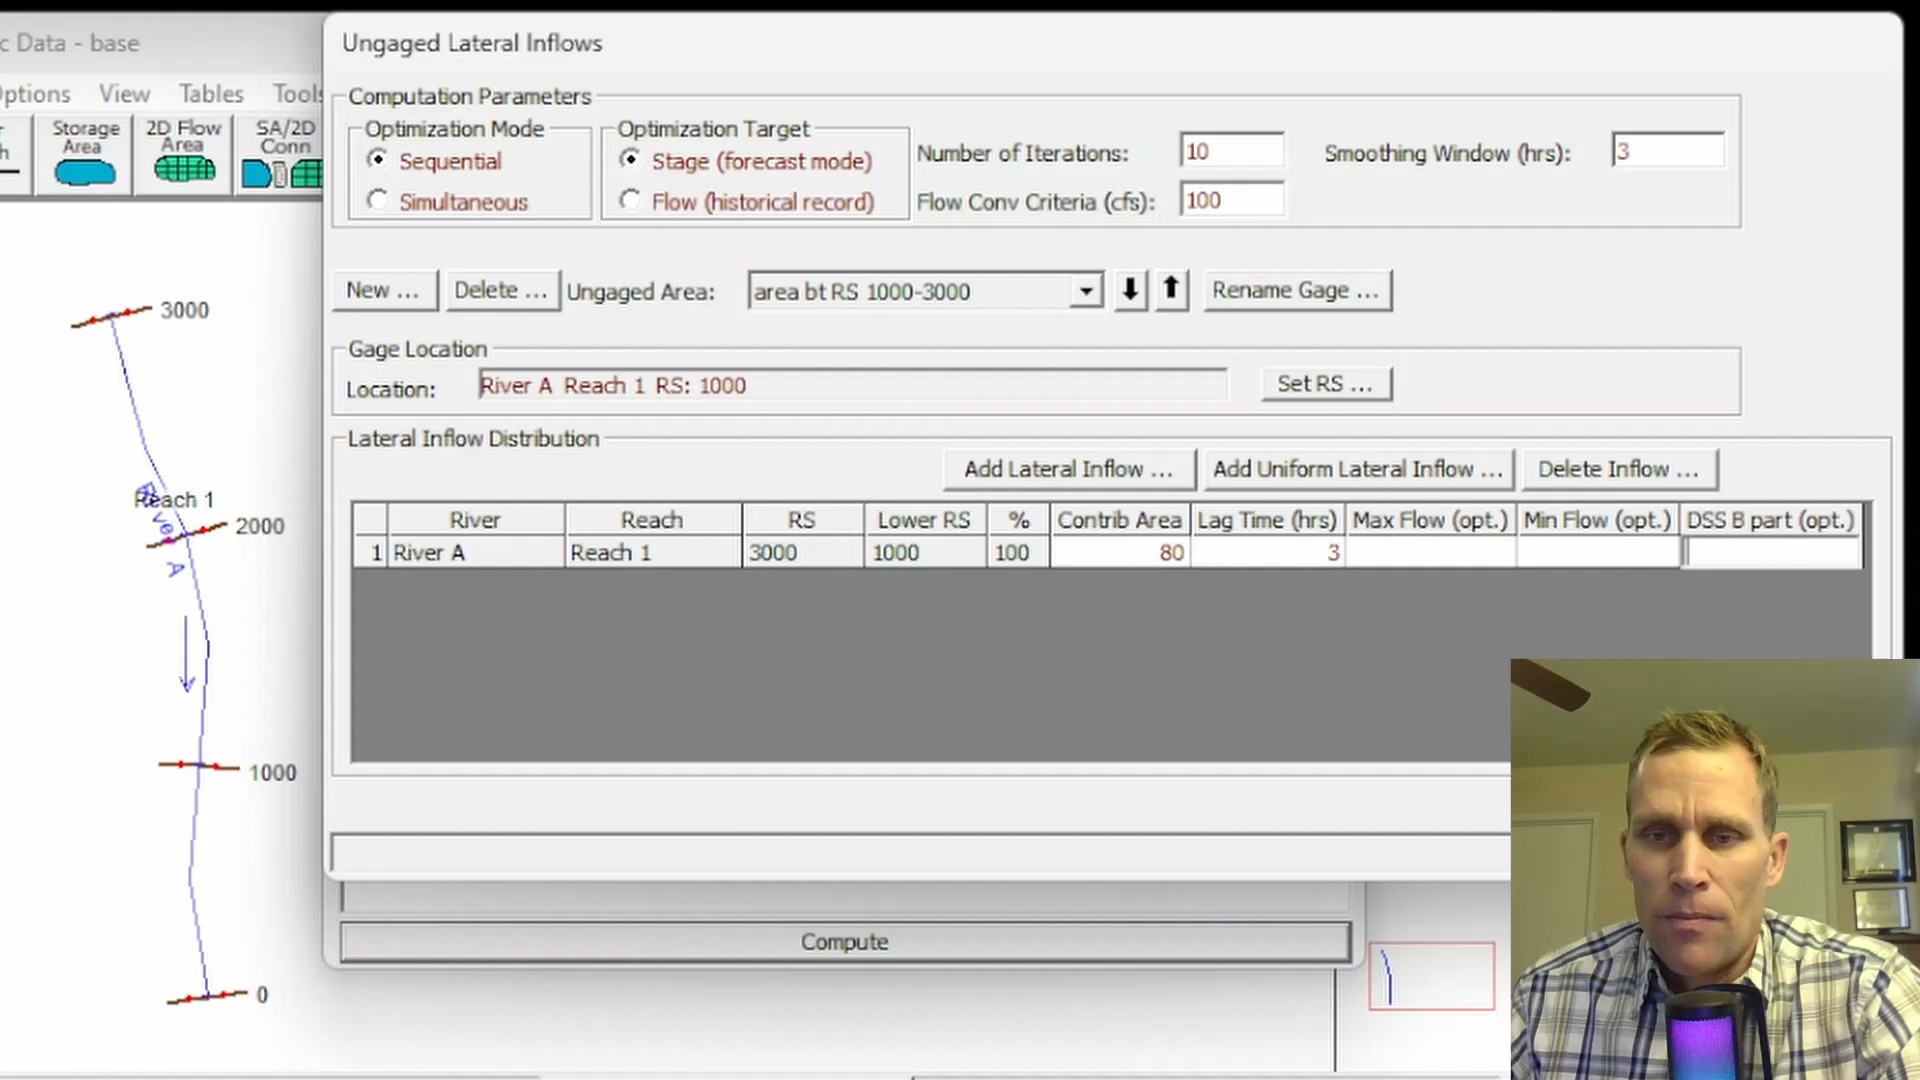 c Data - base
ptions View Tables Tools
Storage Area
2D Flow Area
SA/2D Conn
3000
Reach 1
River A
2000
1000
0
Ungaged Lateral Inflows
Computation Parameters
Optimization Mode
Sequential
Simultaneous
Optimization Target
Stage (forecast mode)
Flow (historical record)
Number of Iterations: 10
Flow Conv Criteria (cfs): 100
Smoothing Window (hrs): 3
New ... Delete ... Ungaged Area: area bt RS 1000-3000 Rename Gage ...
Gage Location
Location: River A Reach 1 RS: 1000 Set RS ...
Lateral Inflow Distribution
Add Lateral Inflow ... Add Uniform Lateral Inflow ... Delete Inflow ...
River Reach RS Lower RS % Contrib Area Lag Time (hrs) Max Flow (opt.) Min Flow (opt.) DSS B part (opt.)
1 River A Reach 1 3000 1000 100 80 3
Compute